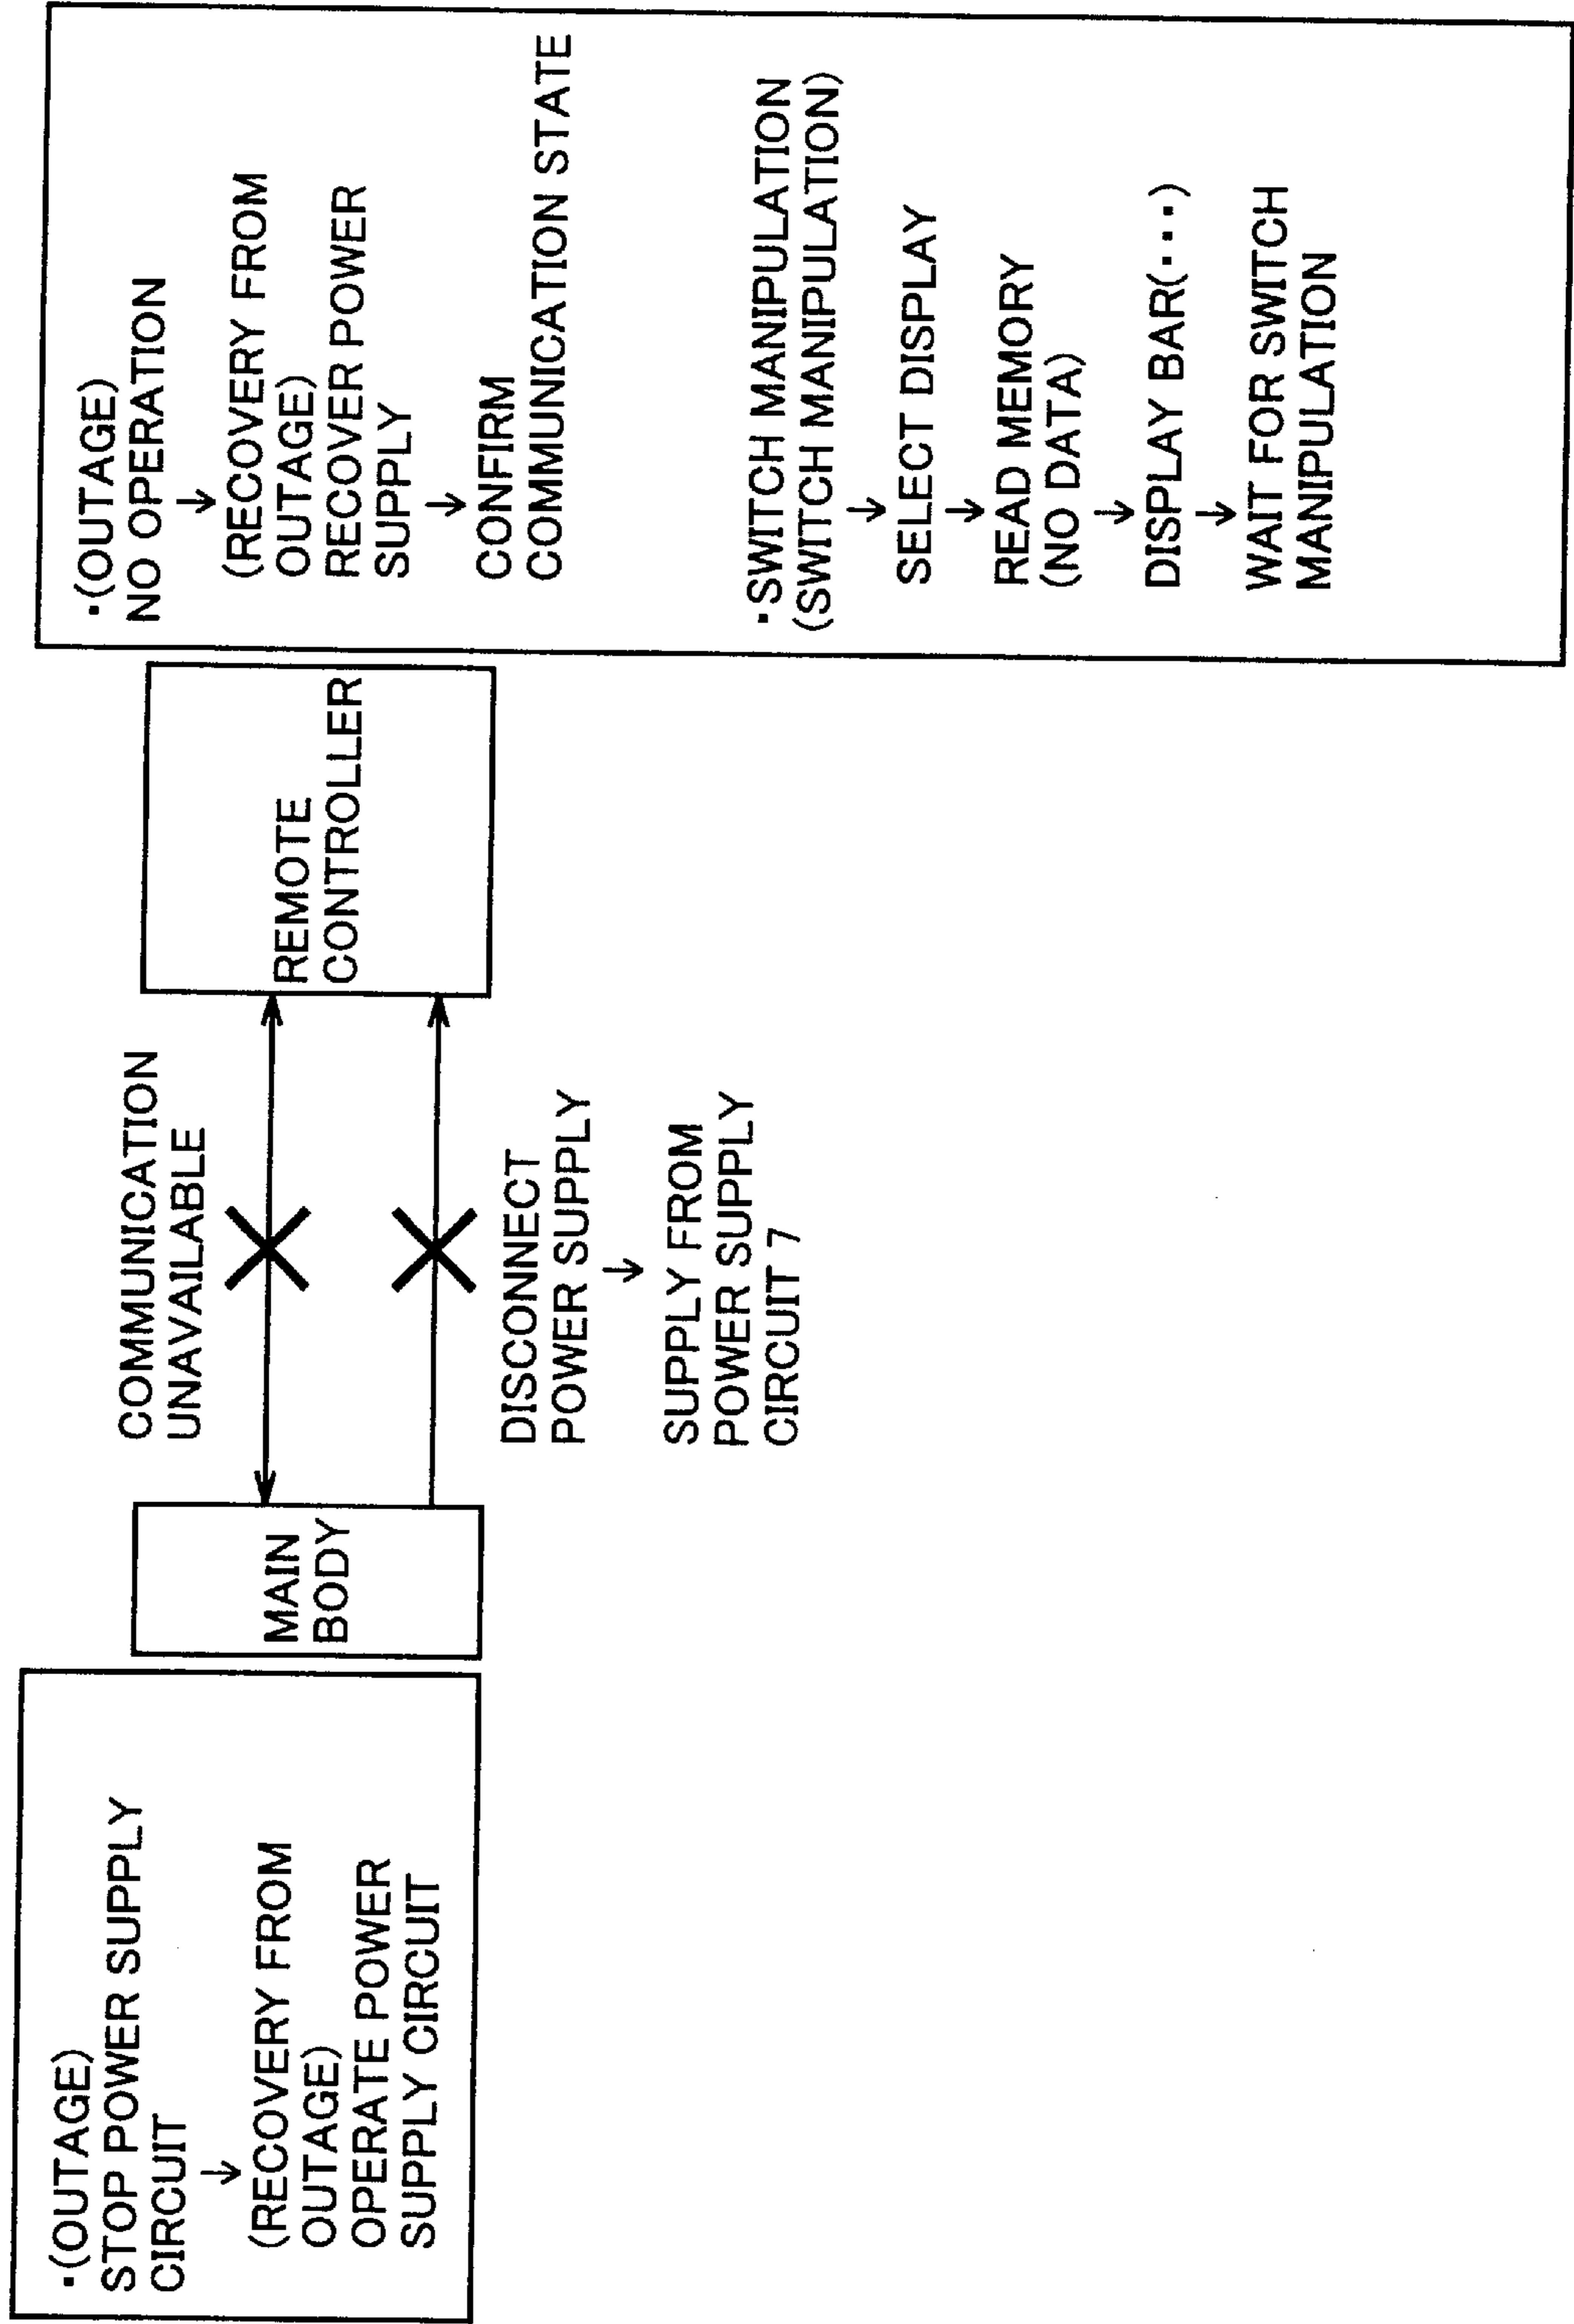 ·(OUTAGE)
STOP POWER SUPPLY
CIRCUIT
↓
(RECOVERY FROM
OUTAGE)
OPERATE POWER
SUPPLY CIRCUIT
MAIN
BODY
COMMUNICATION
UNAVAILABLE
DISCONNECT
POWER SUPPLY
↓
SUPPLY FROM
POWER SUPPLY
CIRCUIT 7
REMOTE
CONTROLLER
·(OUTAGE)
NO OPERATION
↓
(RECOVERY FROM
OUTAGE)
RECOVER POWER
SUPPLY
↓
CONFIRM
COMMUNICATION STATE
·SWITCH MANIPULATION
(SWITCH MANIPULATION)
↓
SELECT DISPLAY
↓
READ MEMORY
(NO DATA)
↓
DISPLAY BAR(···)
↓
WAIT FOR SWITCH
MANIPULATION